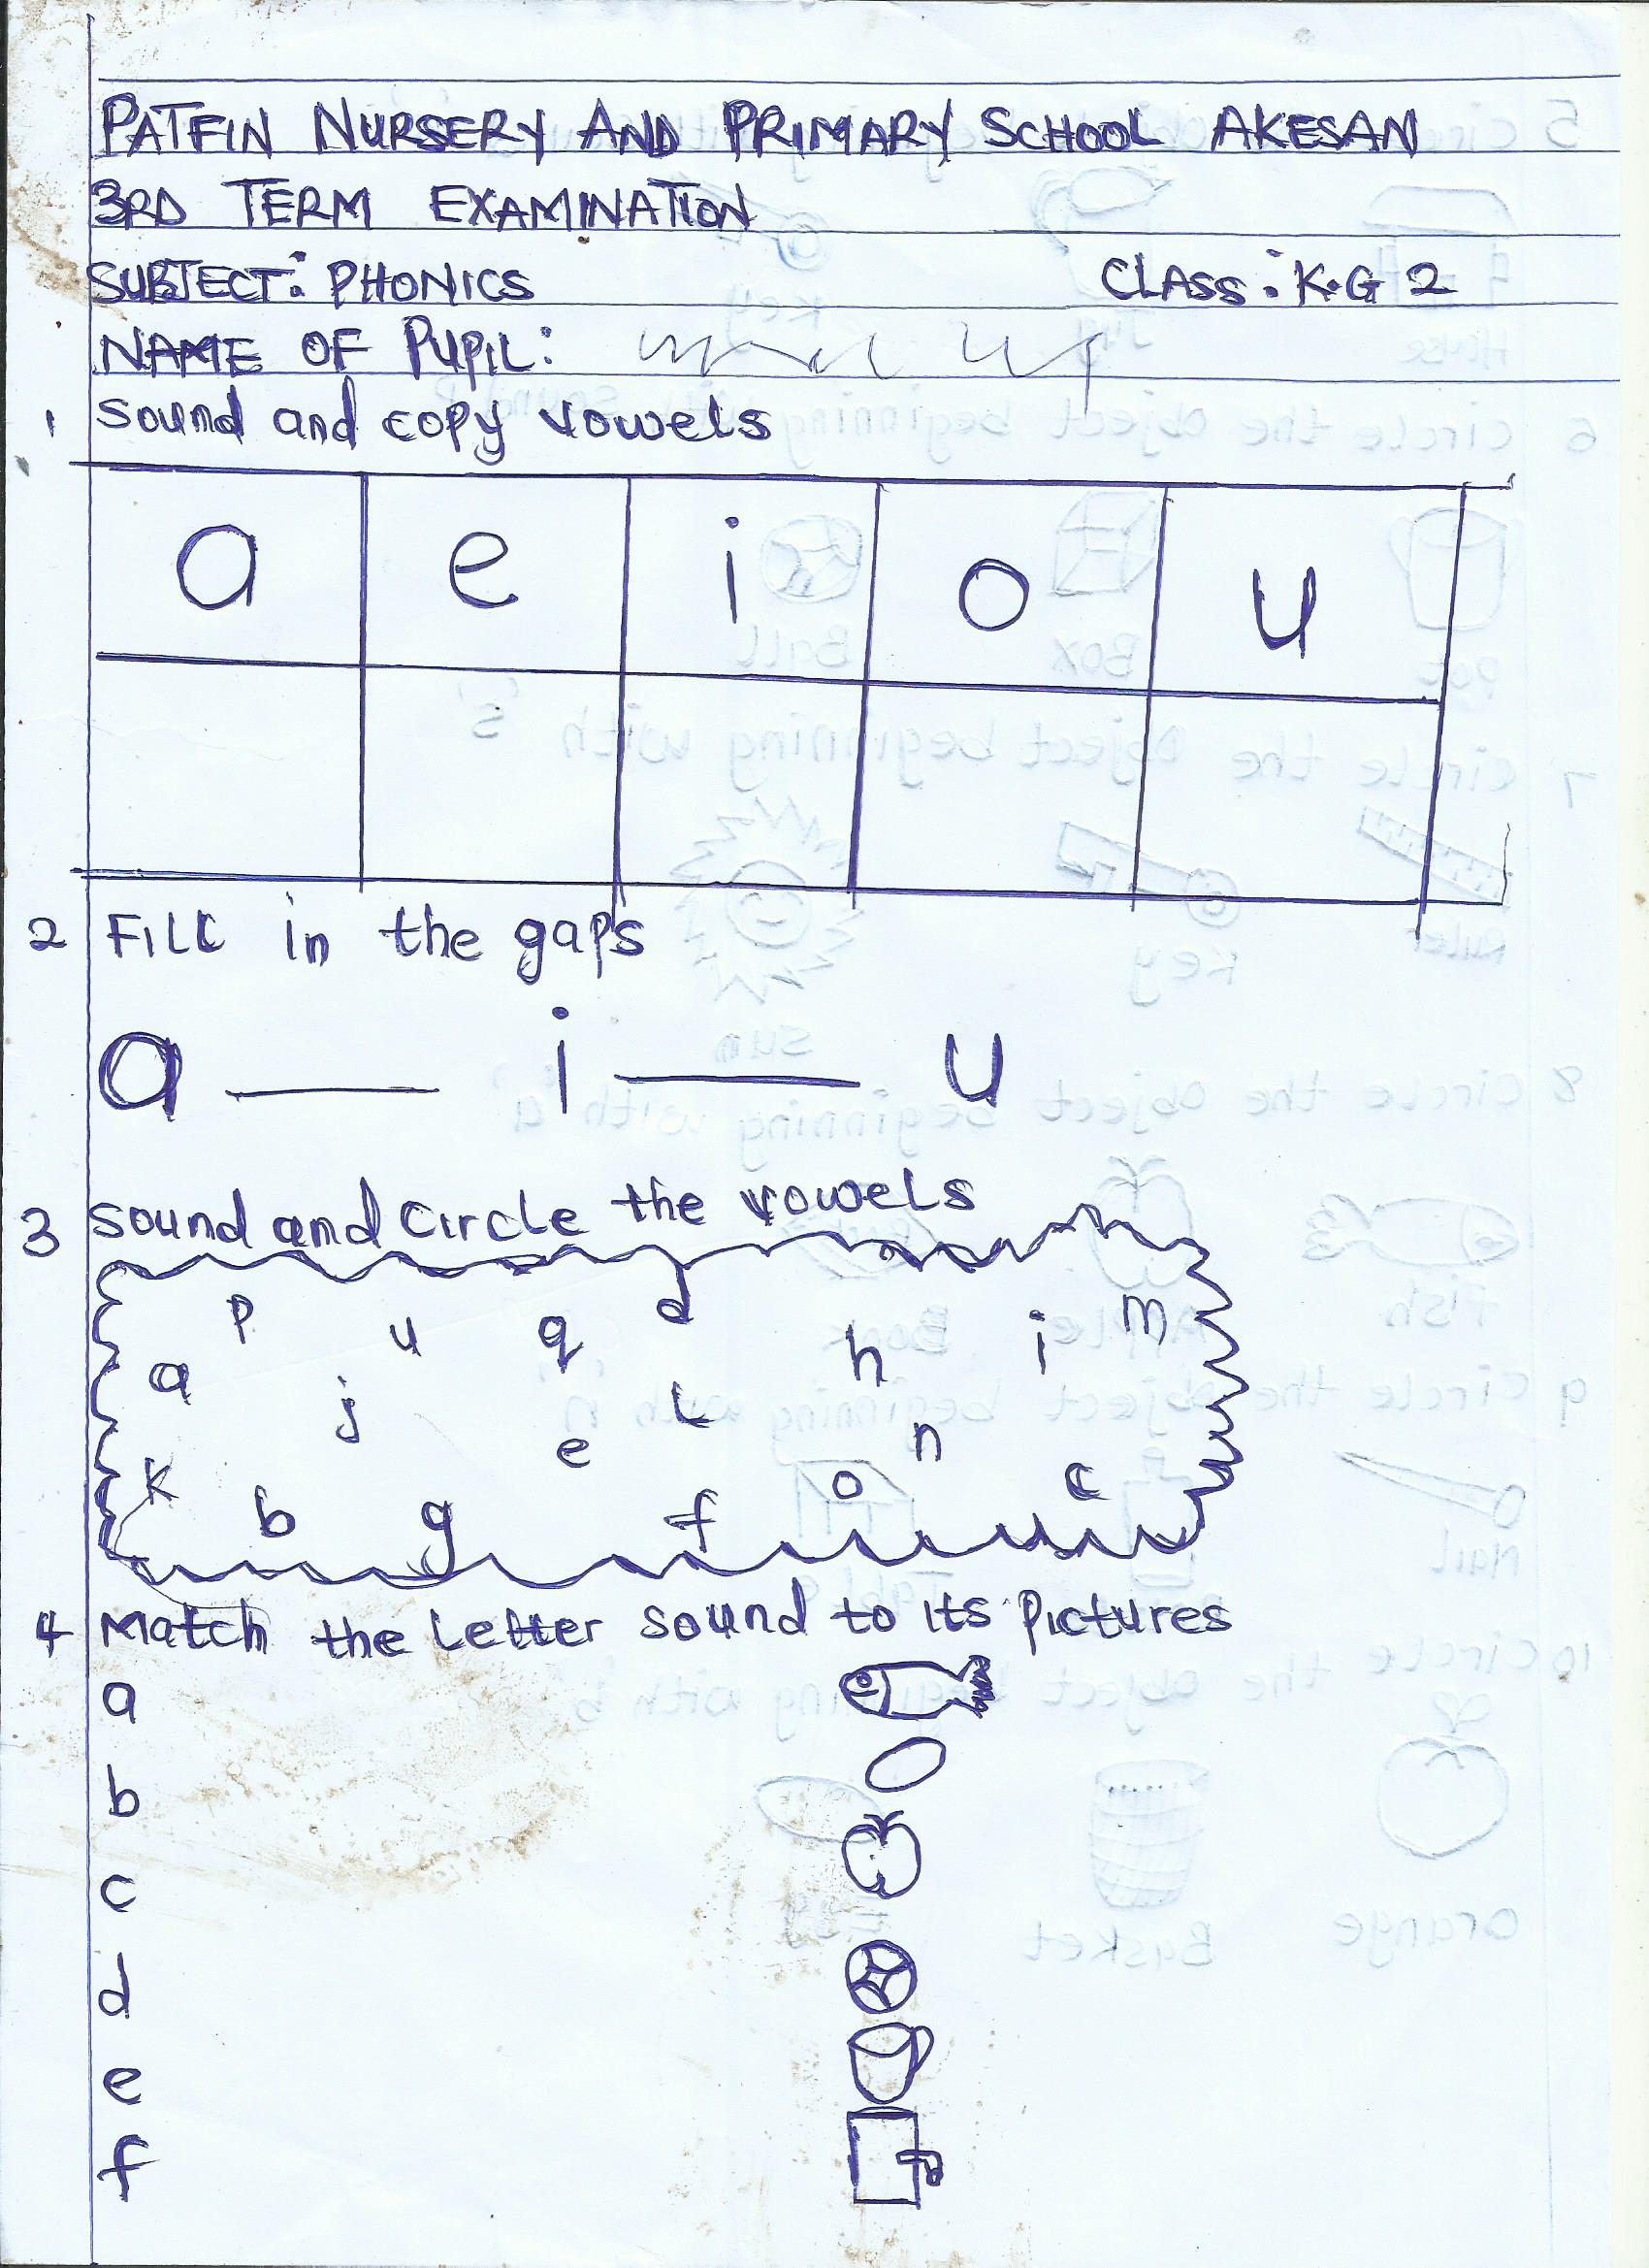 PATFIN NURSERY AND PRIMARY SCHOOL AKESAN
3RD TERM EXAMINATION
SUBJECT: PHONICS CLASS: K.G 2
NAME OF PUPIL:
1 sound and copy vowels
a e i o u
2 Fill in the gaps
a ___ i ___ u
3 sound and circle the vowels
p u q d h i m
a j e l n
k b g f o c
4 Match the letter sound to its pictures
a
b
c
d
e
f